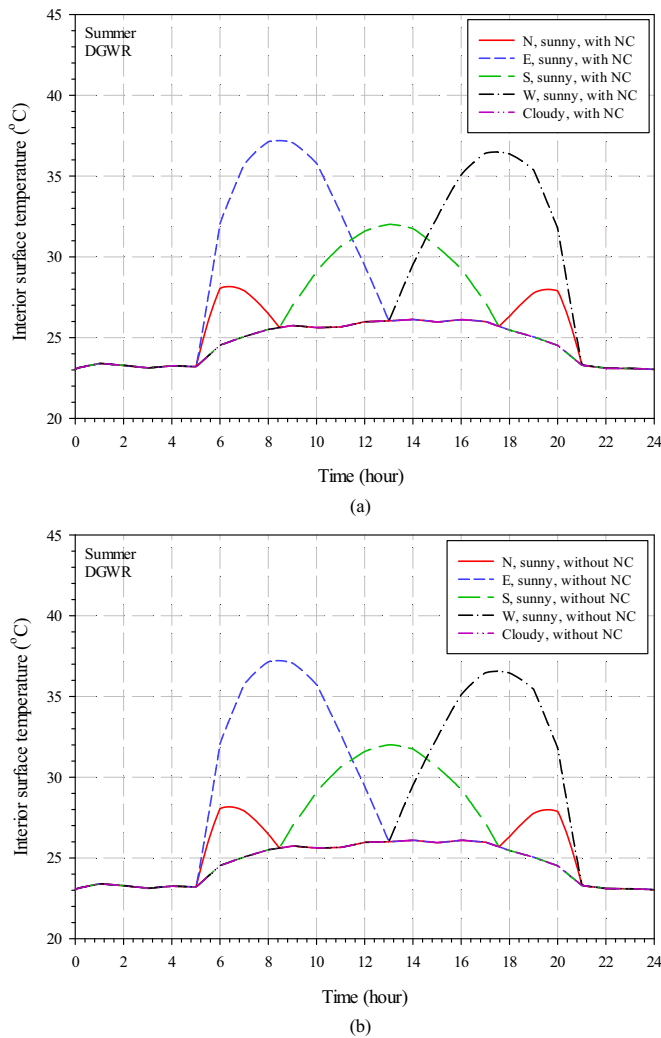 Summer
DGWR
N, sunny, with NC
E, sunny, with NC
S, sunny, with NC
W, sunny, with NC
Cloudy, with NC
Interior surface temperature (°C)
45
40
35
30
25
20
0 2 4 6 8 10 12 14 16 18 20 22 24
Time (hour)
(a)
Summer
DGWR
N, sunny, without NC
E, sunny, without NC
S, sunny, without NC
W, sunny, without NC
Cloudy, without NC
Interior surface temperature (°C)
45
40
35
30
25
20
0 2 4 6 8 10 12 14 16 18 20 22 24
Time (hour)
(b)